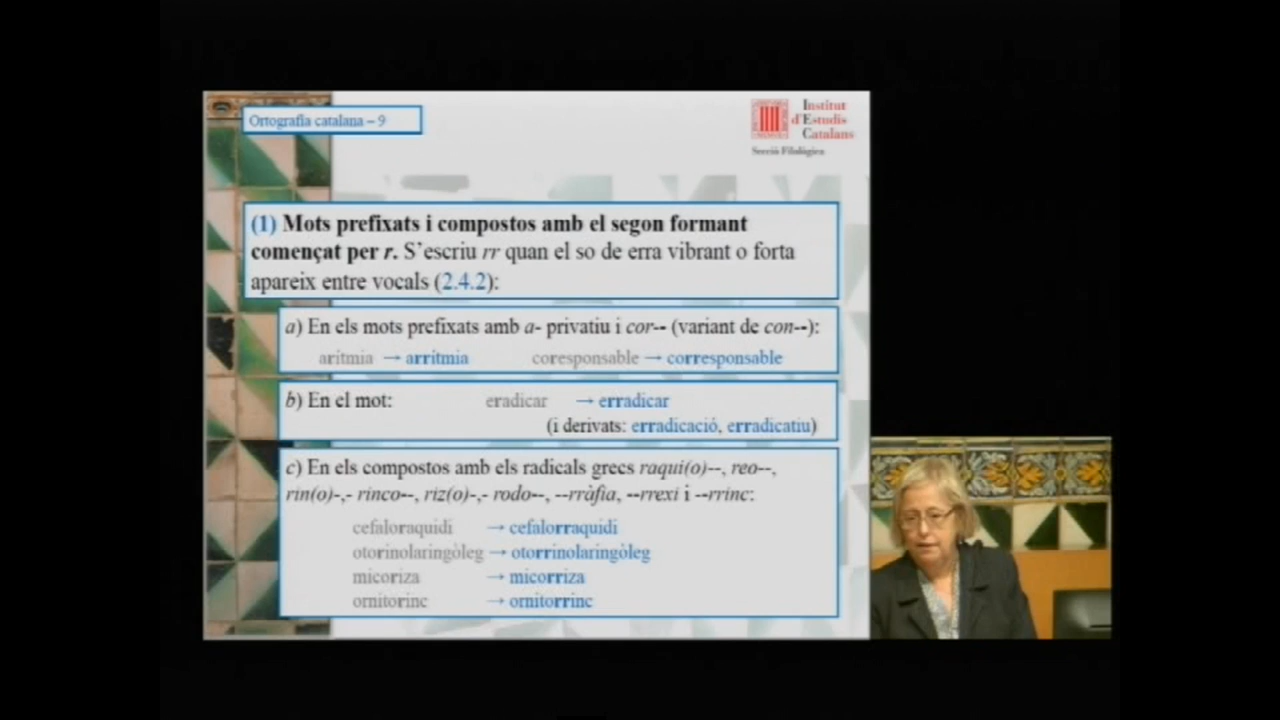 Ortografia catalana – 9
Institut
d'Estudis
Catalans
Secció Filològica
(1) Mots prefixats i compostos amb el segon formant
començat per r. S'escriu rr quan el so de erra vibrant o forta
apareix entre vocals (2.4.2):
a) En els mots prefixats amb a- privatiu i cor-- (variant de con--):
aritmia → arrítmia coresponsable → corresponsable
b) En el mot: eradicar → erradicar
(i derivats: erradicació, erradicatiu)
c) En els compostos amb els radicals grecs raqui(o)--, reo--,
rin(o)-,- rinco--, riz(o)-,- rodo--, --rràfia, --rrexi i --rrinc:
cefaloraquidi → cefalorraquidi
otorinolaringòleg → otorrinolaringòleg
micoriza → micorriza
ornitorinc → ornitorrinc